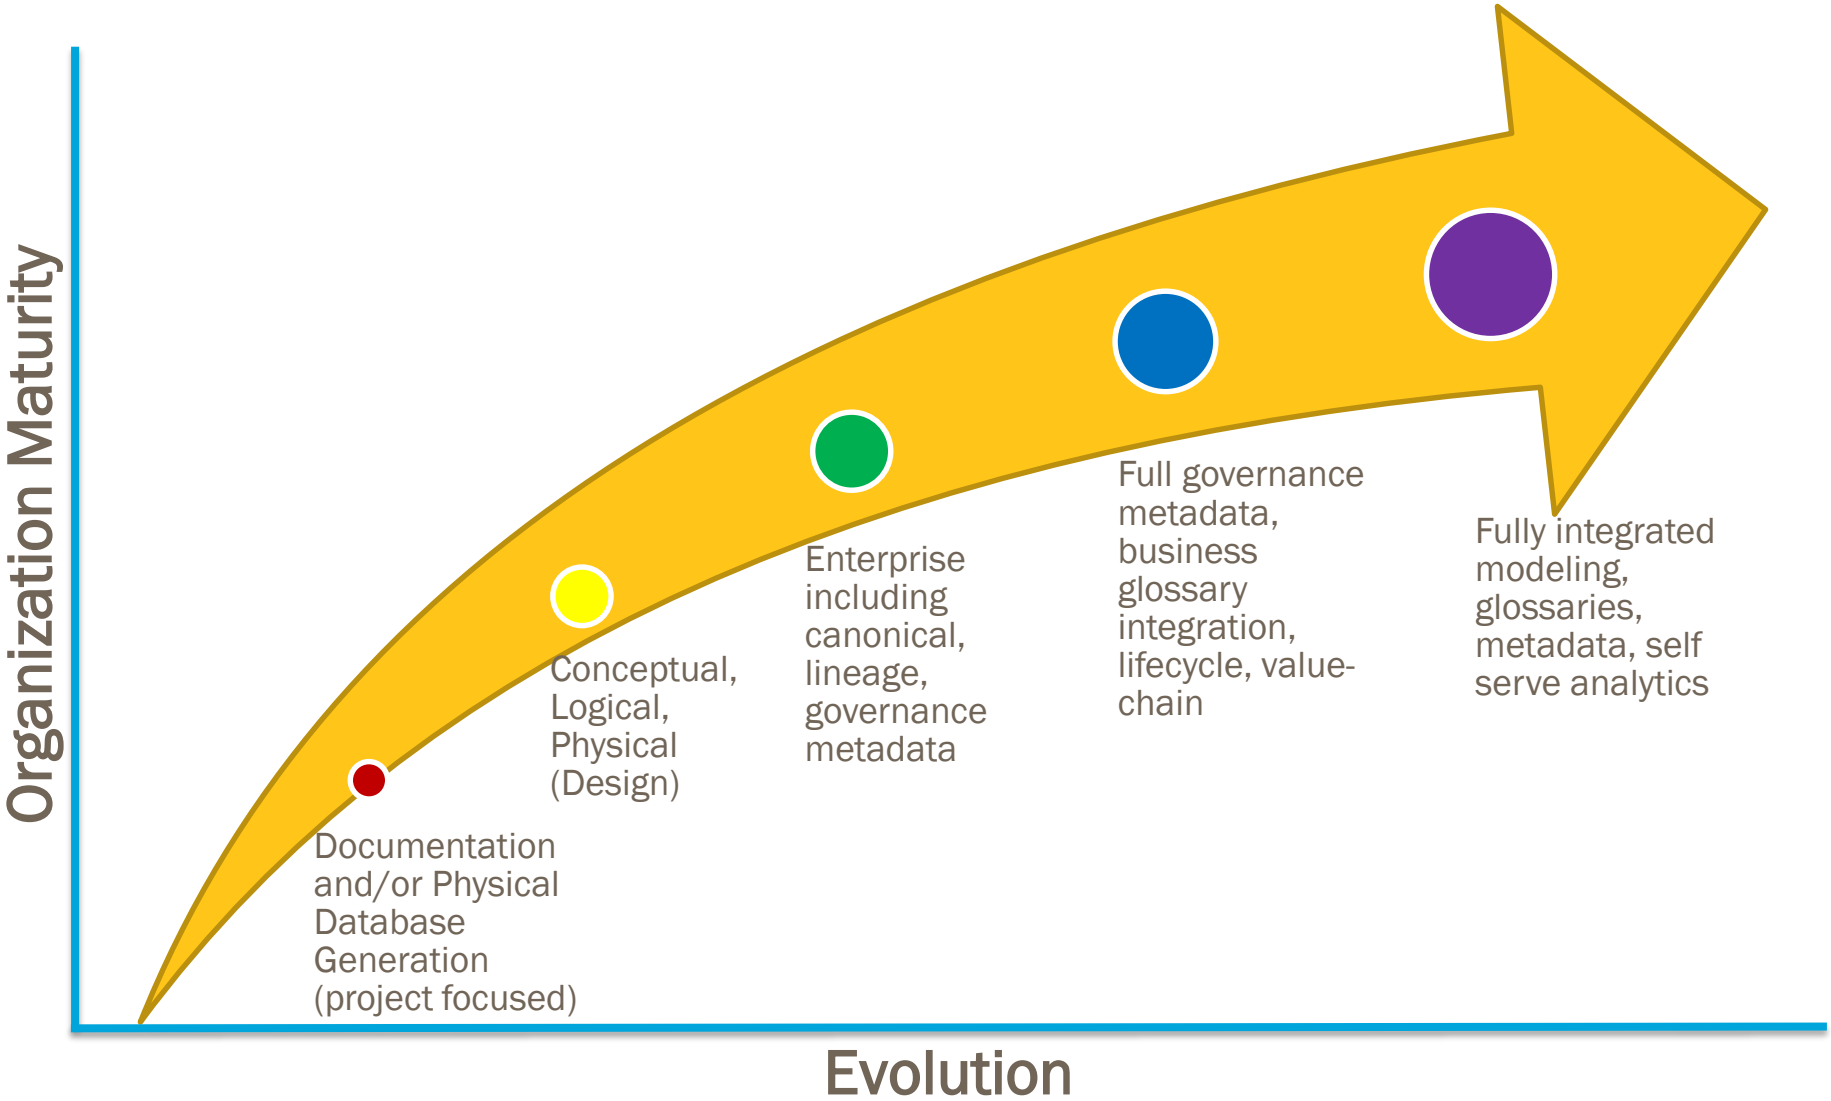 Organization Maturity
Documentation
and/or Physical
Database
Generation
(project focused)
Conceptual,
Logical,
Physical
(Design)
Enterprise
including
canonical,
lineage,
governance
metadata
Full governance
metadata,
business
glossary
integration,
lifecycle, value-
chain
Fully integrated
modeling,
glossaries,
metadata, self
serve analytics
Evolution